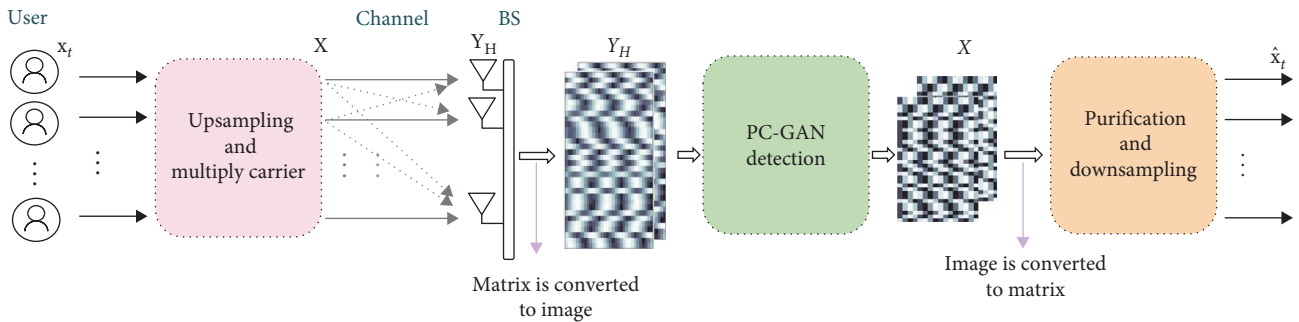 User
Channel
BS
x_t
X
Y_H
Y_H
X
x̂_t
Upsampling
and
multiply carrier
PC-GAN
detection
Purification
and
downsampling
Matrix is converted
to image
Image is converted
to matrix